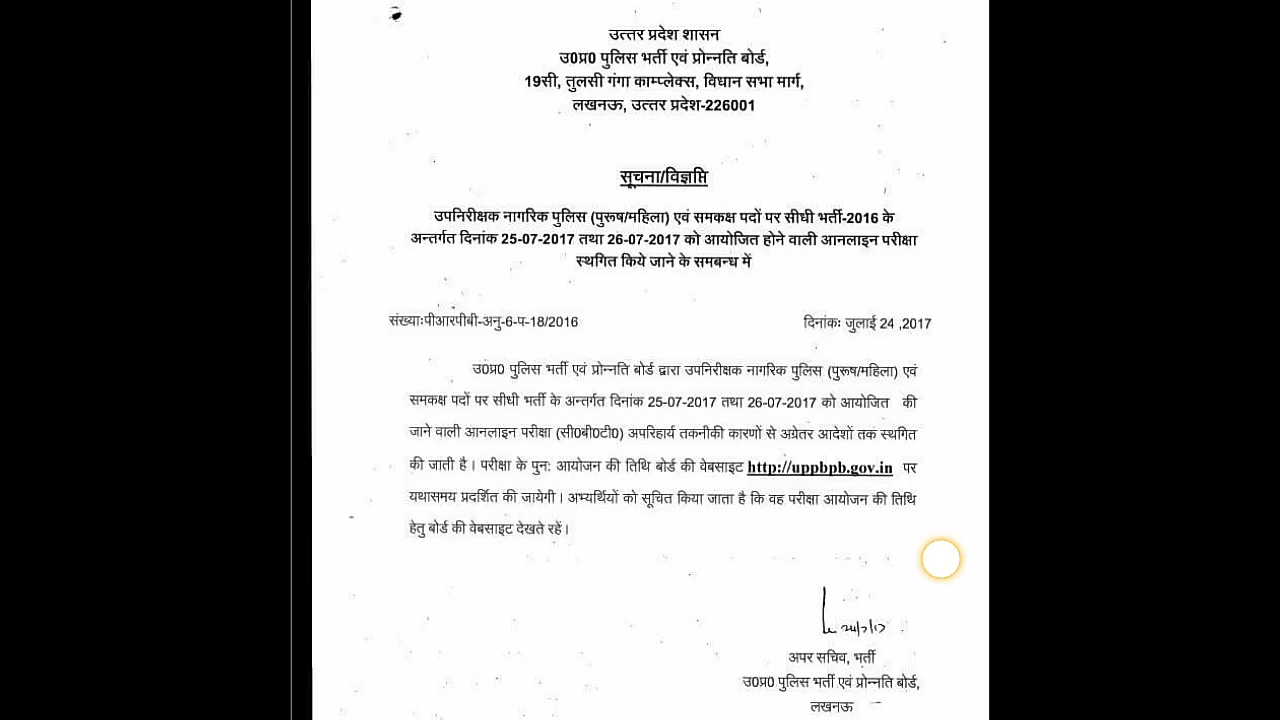 उत्तर प्रदेश शासन
उ0प्र0 पुलिस भर्ती एवं प्रोन्नति बोर्ड,
19सी, तुलसी गंगा काम्प्लेक्स, विधान सभा मार्ग,
लखनऊ, उत्तर प्रदेश-226001
सूचना/विज्ञप्ति
उपनिरीक्षक नागरिक पुलिस (पुरूष/महिला) एवं समकक्ष पदों पर सीधी भर्ती-2016 के
अन्तर्गत दिनांक 25-07-2017 तथा 26-07-2017 को आयोजित होने वाली आनलाइन परीक्षा
स्थगित किये जाने के समबन्ध में
संख्याःपीआरपीबी-अनु-6-प-18/2016 दिनांकः जुलाई 24 ,2017
उ0प्र0 पुलिस भर्ती एवं प्रोन्नति बोर्ड द्वारा उपनिरीक्षक नागरिक पुलिस (पुरूष/महिला) एवं
समकक्ष पदों पर सीधी भर्ती के अन्तर्गत दिनांक 25-07-2017 तथा 26-07-2017 को आयोजित की
जाने वाली आनलाइन परीक्षा (सी0बी0टी0) अपरिहार्य तकनीकी कारणों से अग्रेतर आदेशों तक स्थगित
की जाती है। परीक्षा के पुन: आयोजन की तिथि बोर्ड की वेबसाइट http://uppbpb.gov.in पर
यथासमय प्रदर्शित की जायेगी। अभ्यर्थियों को सूचित किया जाता है कि वह परीक्षा आयोजन की तिथि
हेतु बोर्ड की वेबसाइट देखते रहें।
24/7/17
अपर सचिव, भर्ती
उ0प्र0 पुलिस भर्ती एवं प्रोन्नति बोर्ड,
लखनऊ